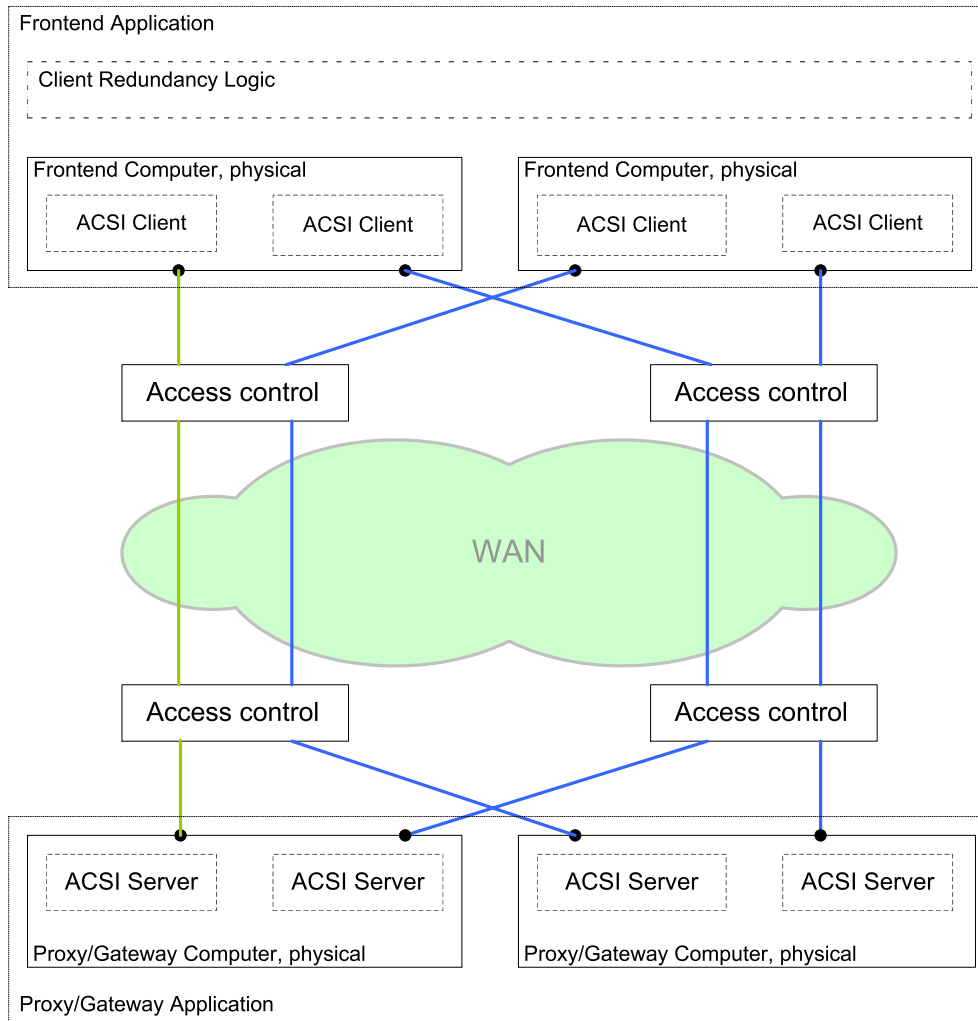 Frontend Application
Client Redundancy Logic
Frontend Computer, physical
Frontend Computer, physical
ACSI Client
ACSI Client
ACSI Client
ACSI Client
Access control
Access control
WAN
Access control
Access control
ACSI Server
ACSI Server
ACSI Server
ACSI Server
Proxy/Gateway Computer, physical
Proxy/Gateway Computer, physical
Proxy/Gateway Application